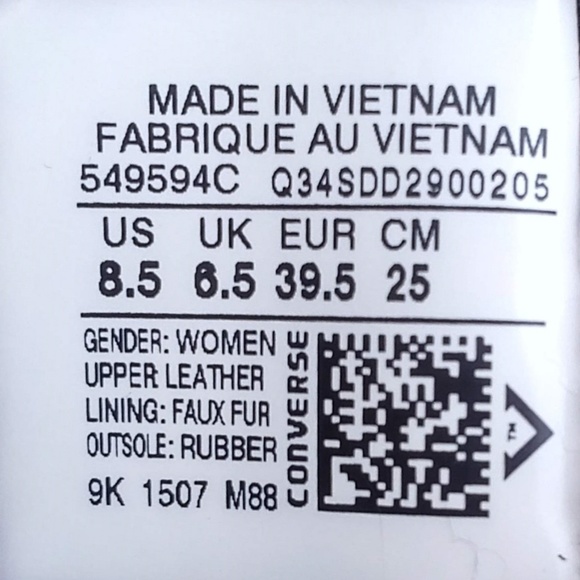 MADE IN VIETNAM
FABRIQUE AU VIETNAM
549594C Q34SDD2900205
US UK EUR CM
8.5 6.5 39.5 25
GENDER: WOMEN
UPPER LEATHER
LINING: FAUX FUR
OUTSOLE: RUBBER
9K 1507 M88
CONVERSE
TM